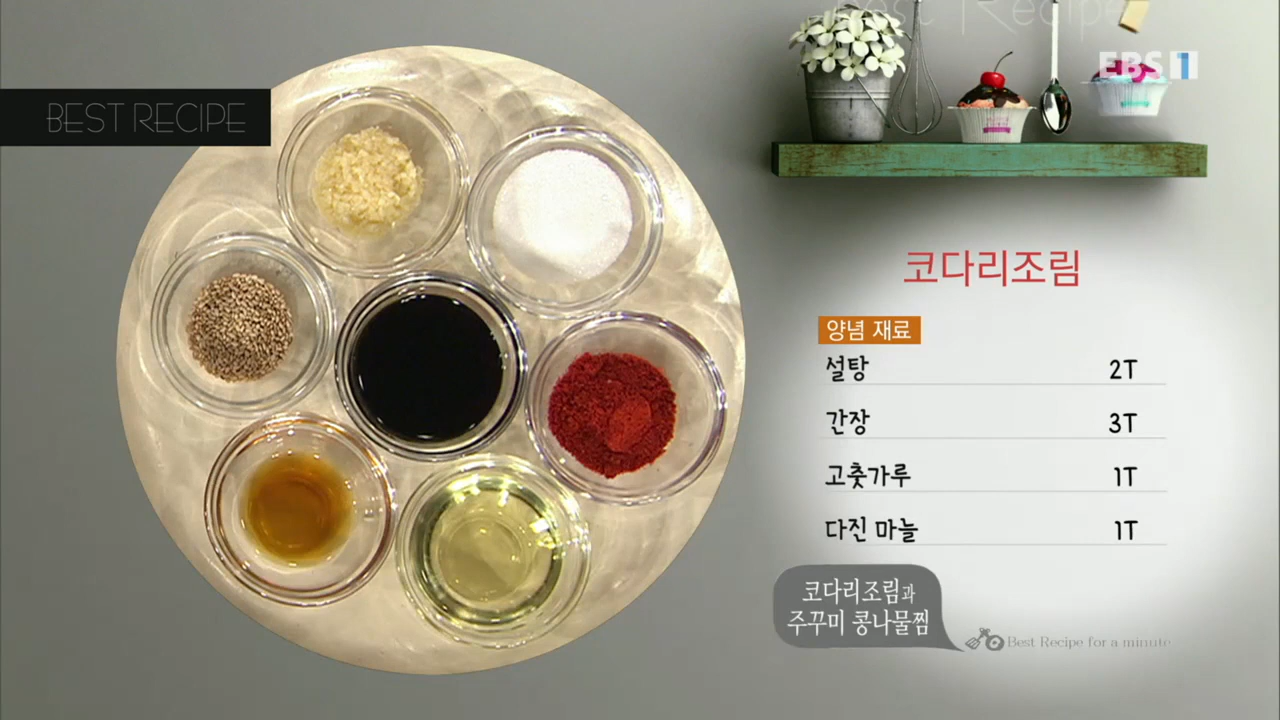 Best Recipe
EBS 1
BEST RECIPE
코다리조림
양념 재료
설탕 2T
간장 3T
고춧가루 1T
다진 마늘 1T
코다리조림과
주꾸미 콩나물찜
Best Recipe for a minute